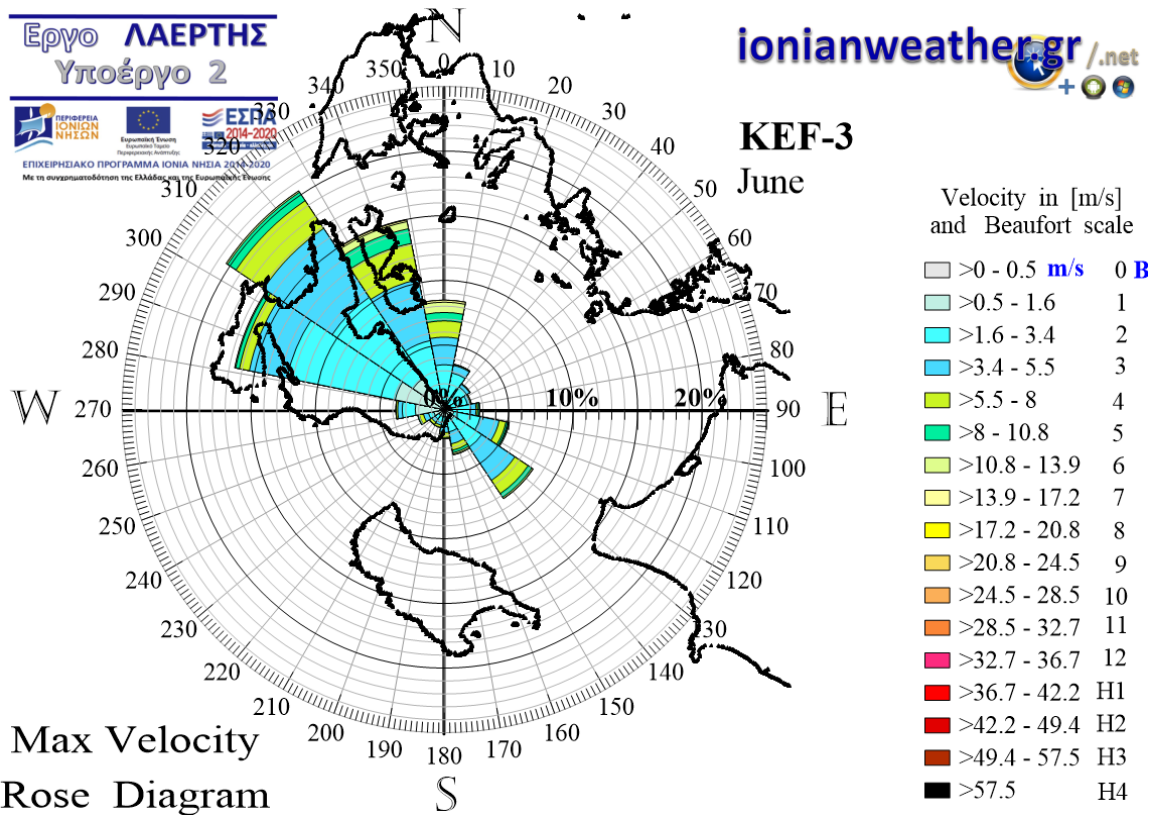 Εργο ΛΑΕΡΤΗΣ
Υποέργο 2
ΠΕΡΙΦΕΡΕΙΑ
ΙΟΝΙΩΝ
ΝΗΣΩΝ
Ευρωπαϊκή Ένωση
Ευρωπαϊκό Ταμείο
Περιφερειακής Ανάπτυξης
ΕΣΠΑ
2014-2020
ΕΠΙΧΕΙΡΗΣΙΑΚΟ ΠΡΟΓΡΑΜΜΑ ΙΟΝΙΑ ΝΗΣΙΑ 2014-2020
Με τη συγχρηματοδότηση της Ελλάδας και της Ευρωπαϊκής Ένωσης
ionianweather.gr /.net
KEF-3
June
N
0
10
20
30
40
50
60
70
80
90
E
100
110
120
130
140
150
160
170
180
S
190
200
210
220
230
240
250
260
270
W
280
290
300
310
320
330
340
350
0% 10% 20%
Velocity in [m/s]
and Beaufort scale
>0 - 0.5 m/s 0 B
>0.5 - 1.6 1
>1.6 - 3.4 2
>3.4 - 5.5 3
>5.5 - 8 4
>8 - 10.8 5
>10.8 - 13.9 6
>13.9 - 17.2 7
>17.2 - 20.8 8
>20.8 - 24.5 9
>24.5 - 28.5 10
>28.5 - 32.7 11
>32.7 - 36.7 12
>36.7 - 42.2 H1
>42.2 - 49.4 H2
>49.4 - 57.5 H3
>57.5 H4
Max Velocity
Rose Diagram